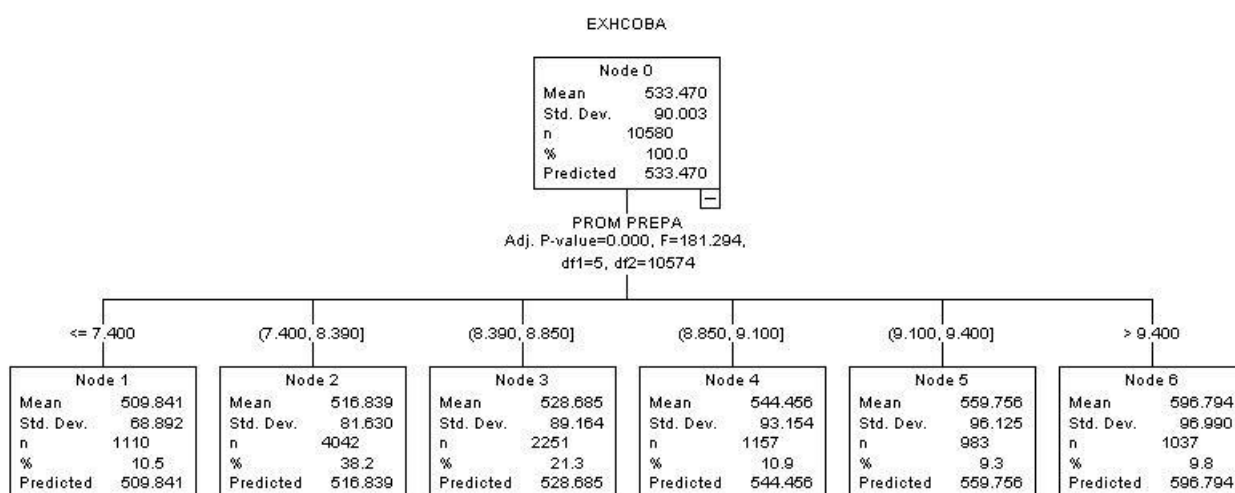 EXHCOBA
Node 0
Mean 533.470
Std. Dev. 90.003
n 10580
% 100.0
Predicted 533.470
PROM PREPA
Adj. P-value=0.000, F=181.294,
df1=5, df2=10574
<= 7.400
(7.400, 8.390]
(8.390, 8.850]
(8.850, 9.100]
(9.100, 9.400]
> 9.400
Node 1
Mean 509.841
Std. Dev. 68.892
n 1110
% 10.5
Predicted 509.841
Node 2
Mean 516.839
Std. Dev. 81.630
n 4042
% 38.2
Predicted 516.839
Node 3
Mean 528.685
Std. Dev. 89.164
n 2251
% 21.3
Predicted 528.685
Node 4
Mean 544.456
Std. Dev. 93.154
n 1157
% 10.9
Predicted 544.456
Node 5
Mean 559.756
Std. Dev. 96.125
n 983
% 9.3
Predicted 559.756
Node 6
Mean 596.794
Std. Dev. 96.990
n 1037
% 9.8
Predicted 596.794